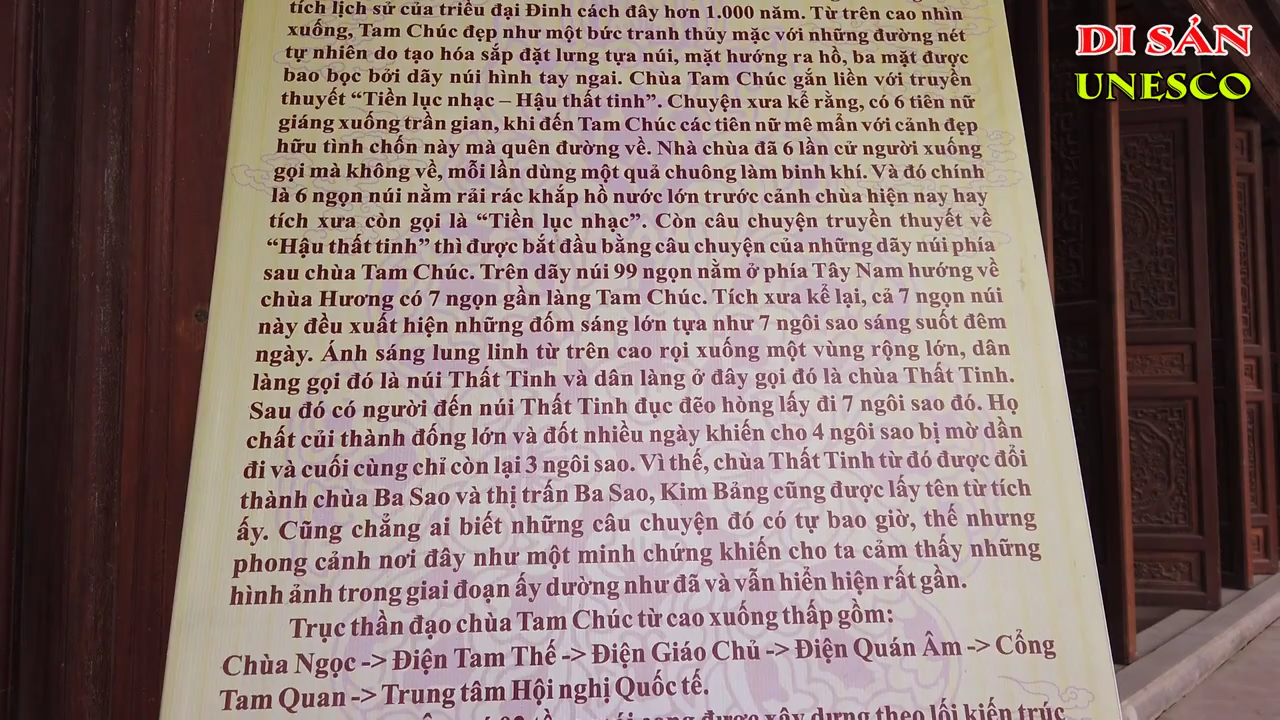 tích lịch sử của triều đại Đinh cách đây hơn 1.000 năm. Từ trên cao nhìn
xuống, Tam Chúc đẹp như một bức tranh thủy mặc với những đường nét
tự nhiên do tạo hóa sắp đặt lưng tựa núi, mặt hướng ra hồ, ba mặt được
bao bọc bởi dãy núi hình tay ngai. Chùa Tam Chúc gắn liền với truyền
thuyết “Tiền lục nhạc – Hậu thất tinh”. Chuyện xưa kể rằng, có 6 tiên nữ
giáng xuống trần gian, khi đến Tam Chúc các tiên nữ mê mẩn với cảnh đẹp
hữu tình chốn này mà quên đường về. Nhà chùa đã 6 lần cử người xuống
gọi mà không về, mỗi lần dùng một quả chuông làm binh khí. Và đó chính
là 6 ngọn núi nằm rải rác khắp hồ nước lớn trước cảnh chùa hiện nay hay
tích xưa còn gọi là “Tiền lục nhạc”. Còn câu chuyện truyền thuyết về
“Hậu thất tinh” thì được bắt đầu bằng câu chuyện của những dãy núi phía
sau chùa Tam Chúc. Trên dãy núi 99 ngọn nằm ở phía Tây Nam hướng về
chùa Hương có 7 ngọn gần làng Tam Chúc. Tích xưa kể lại, cả 7 ngọn núi
này đều xuất hiện những đốm sáng lớn tựa như 7 ngôi sao sáng suốt đêm
ngày. Ánh sáng lung linh từ trên cao rọi xuống một vùng rộng lớn, dân
làng gọi đó là núi Thất Tinh và dân làng ở đây gọi đó là chùa Thất Tinh.
Sau đó có người đến núi Thất Tinh đục đẽo hòng lấy đi 7 ngôi sao đó. Họ
chất củi thành đống lớn và đốt nhiều ngày khiến cho 4 ngôi sao bị mờ dần
đi và cuối cùng chỉ còn lại 3 ngôi sao. Vì thế, chùa Thất Tinh từ đó được đổi
thành chùa Ba Sao và thị trấn Ba Sao, Kim Bảng cũng được lấy tên từ tích
ấy. Cũng chẳng ai biết những câu chuyện đó có tự bao giờ, thế nhưng
phong cảnh nơi đây như một minh chứng khiến cho ta cảm thấy những
hình ảnh trong giai đoạn ấy dường như đã và vẫn hiển hiện rất gần.
Trục thần đạo chùa Tam Chúc từ cao xuống thấp gồm:
Chùa Ngọc -> Điện Tam Thế -> Điện Giáo Chủ -> Điện Quán Âm -> Cổng
Tam Quan -> Trung tâm Hội nghị Quốc tế.
được xây dựng theo lối kiến trúc
DI SẢN
UNESCO